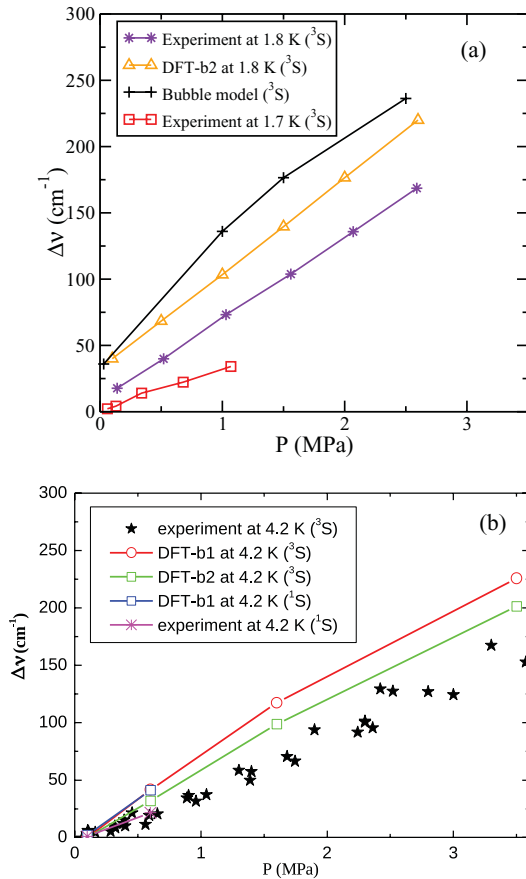 300
250
200
150
100
50
0
Δν (cm⁻¹)
(a)
Experiment at 1.8 K (³S)
DFT-b2 at 1.8 K (³S)
Bubble model (³S)
Experiment at 1.7 K (³S)
0 1 2 3
P (MPa)
300
250
200
150
100
50
0
Δν(cm⁻¹)
(b)
experiment at 4.2 K (³S)
DFT-b1 at 4.2 K (³S)
DFT-b2 at 4.2 K (³S)
DFT-b1 at 4.2 K (¹S)
experiment at 4.2 K (¹S)
0 1 2 3
P (MPa)